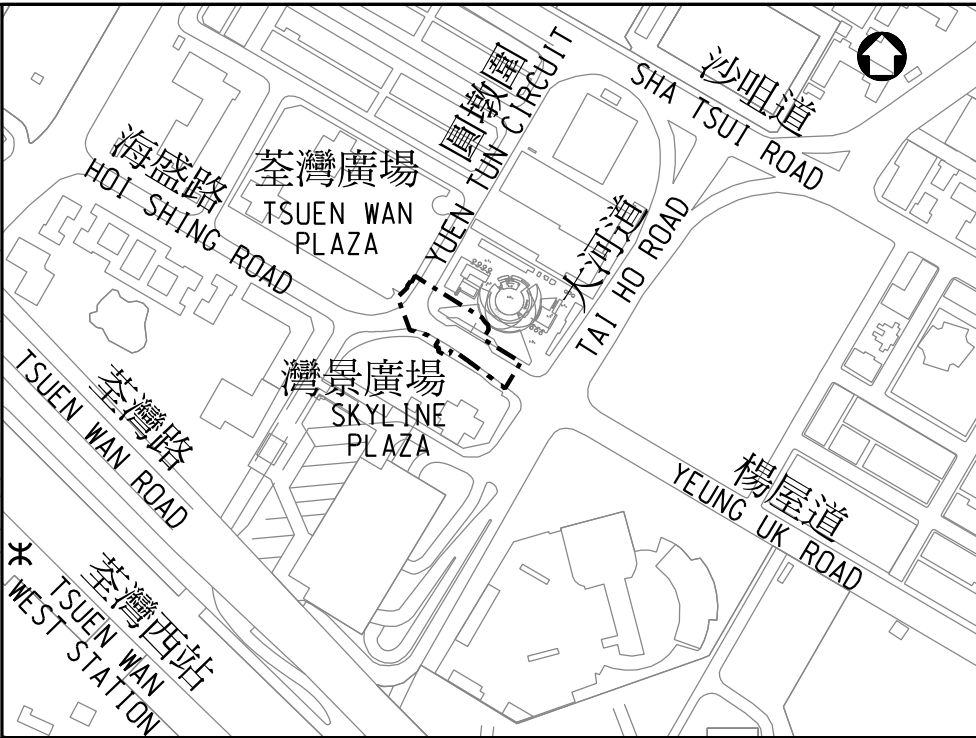 沙咀道
SHA TSUI ROAD
圓墩圍
YUEN TUN CIRCUIT
海盛路
HOI SHING ROAD
荃灣廣場
TSUEN WAN
PLAZA
大河道
TAI HO ROAD
灣景廣場
SKYLINE
PLAZA
荃灣路
TSUEN WAN ROAD
楊屋道
YEUNG UK ROAD
荃灣西站
TSUEN WAN
WEST STATION